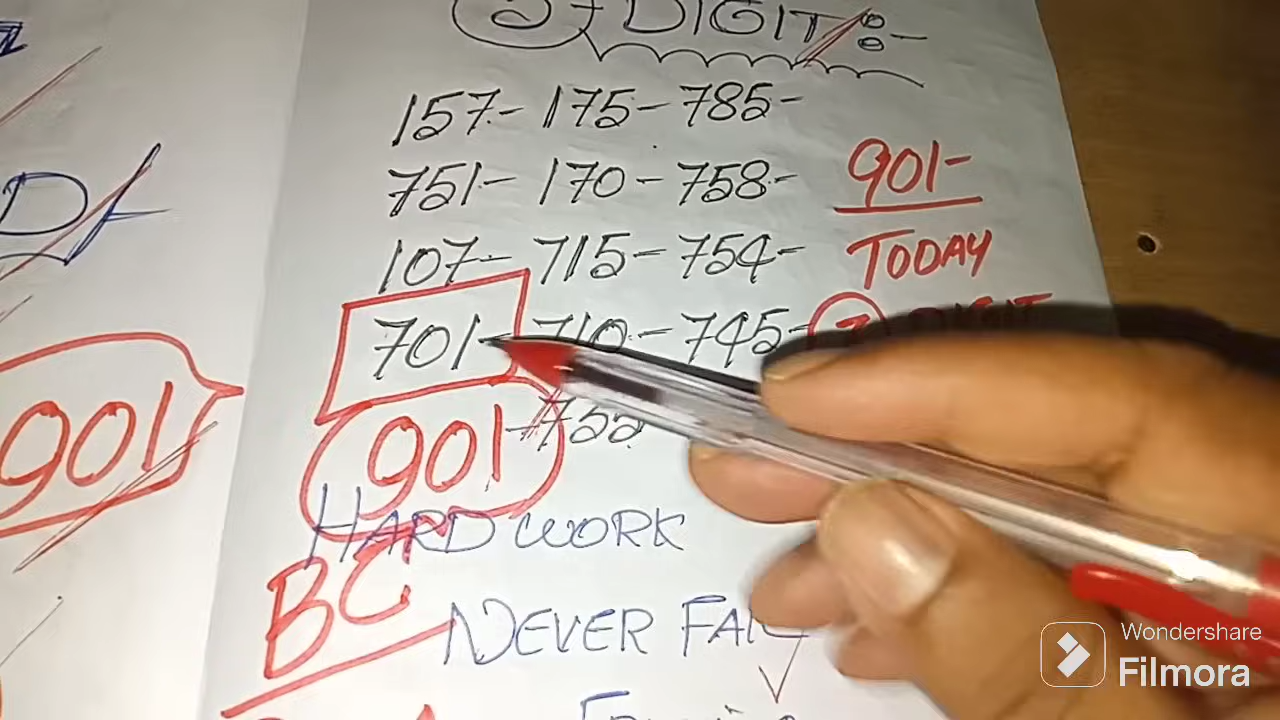 3 DIGIT:-
157- 175- 785-
751- 170- 758- 901-
107- 715- 754- TODAY
701- 710- 745-
901 901-
HARD WORK
BC NEVER
Wondershare
Filmora